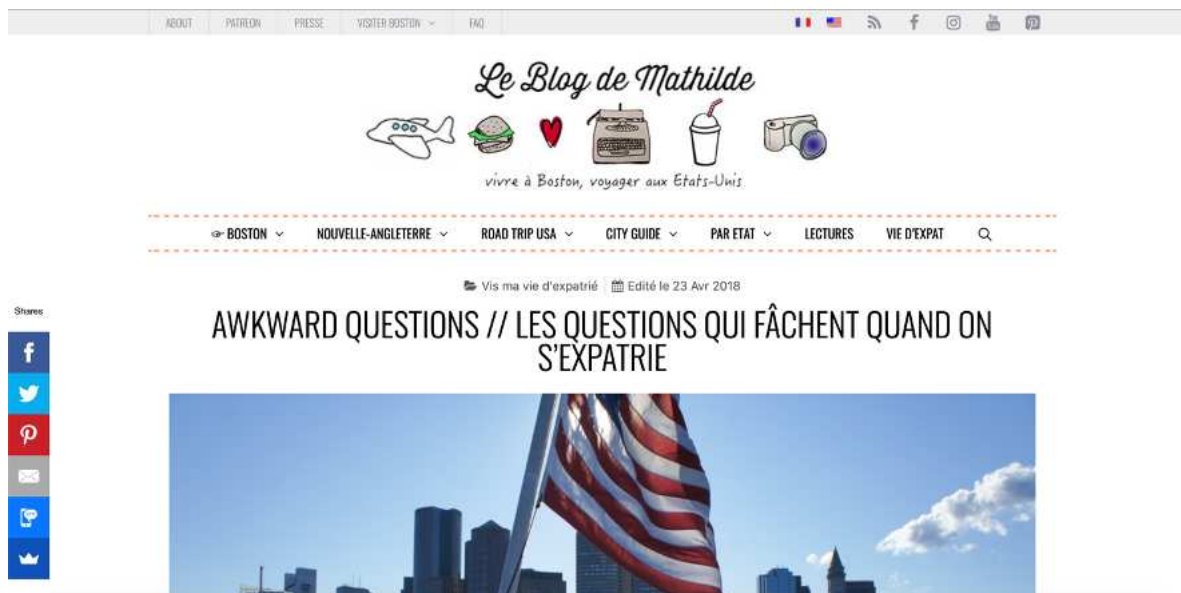 ABOUT PATREON PRESSE VISITER BOSTON FAQ
Le Blog de Mathilde
vivre à Boston, voyager aux Etats-Unis
BOSTON NOUVELLE-ANGLETERRE ROAD TRIP USA CITY GUIDE PAR ETAT LECTURES VIE D'EXPAT
Vis ma vie d'expatrié Edité le 23 Avr 2018
Shares
AWKWARD QUESTIONS // LES QUESTIONS QUI FÂCHENT QUAND ON
S'EXPATRIE